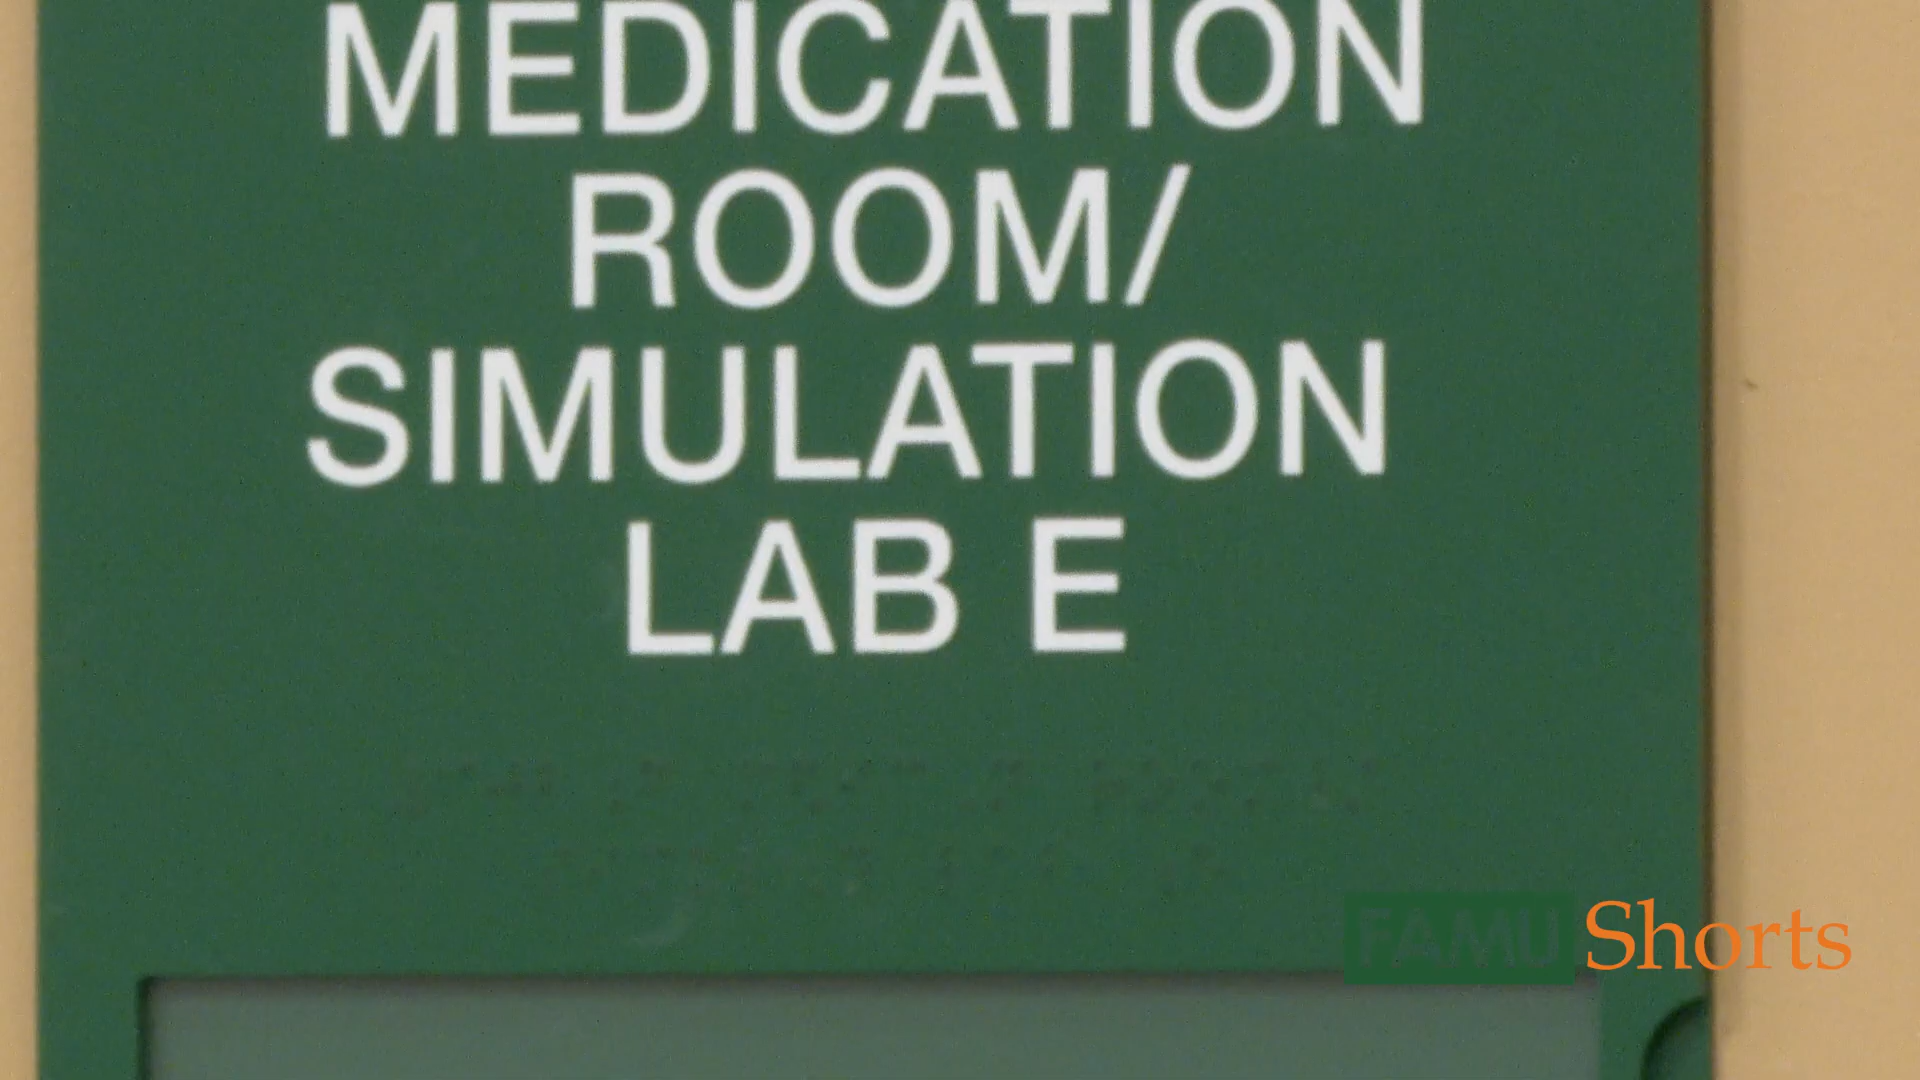 MEDICATION
ROOM/
SIMULATION
LAB E
FAMU Shorts